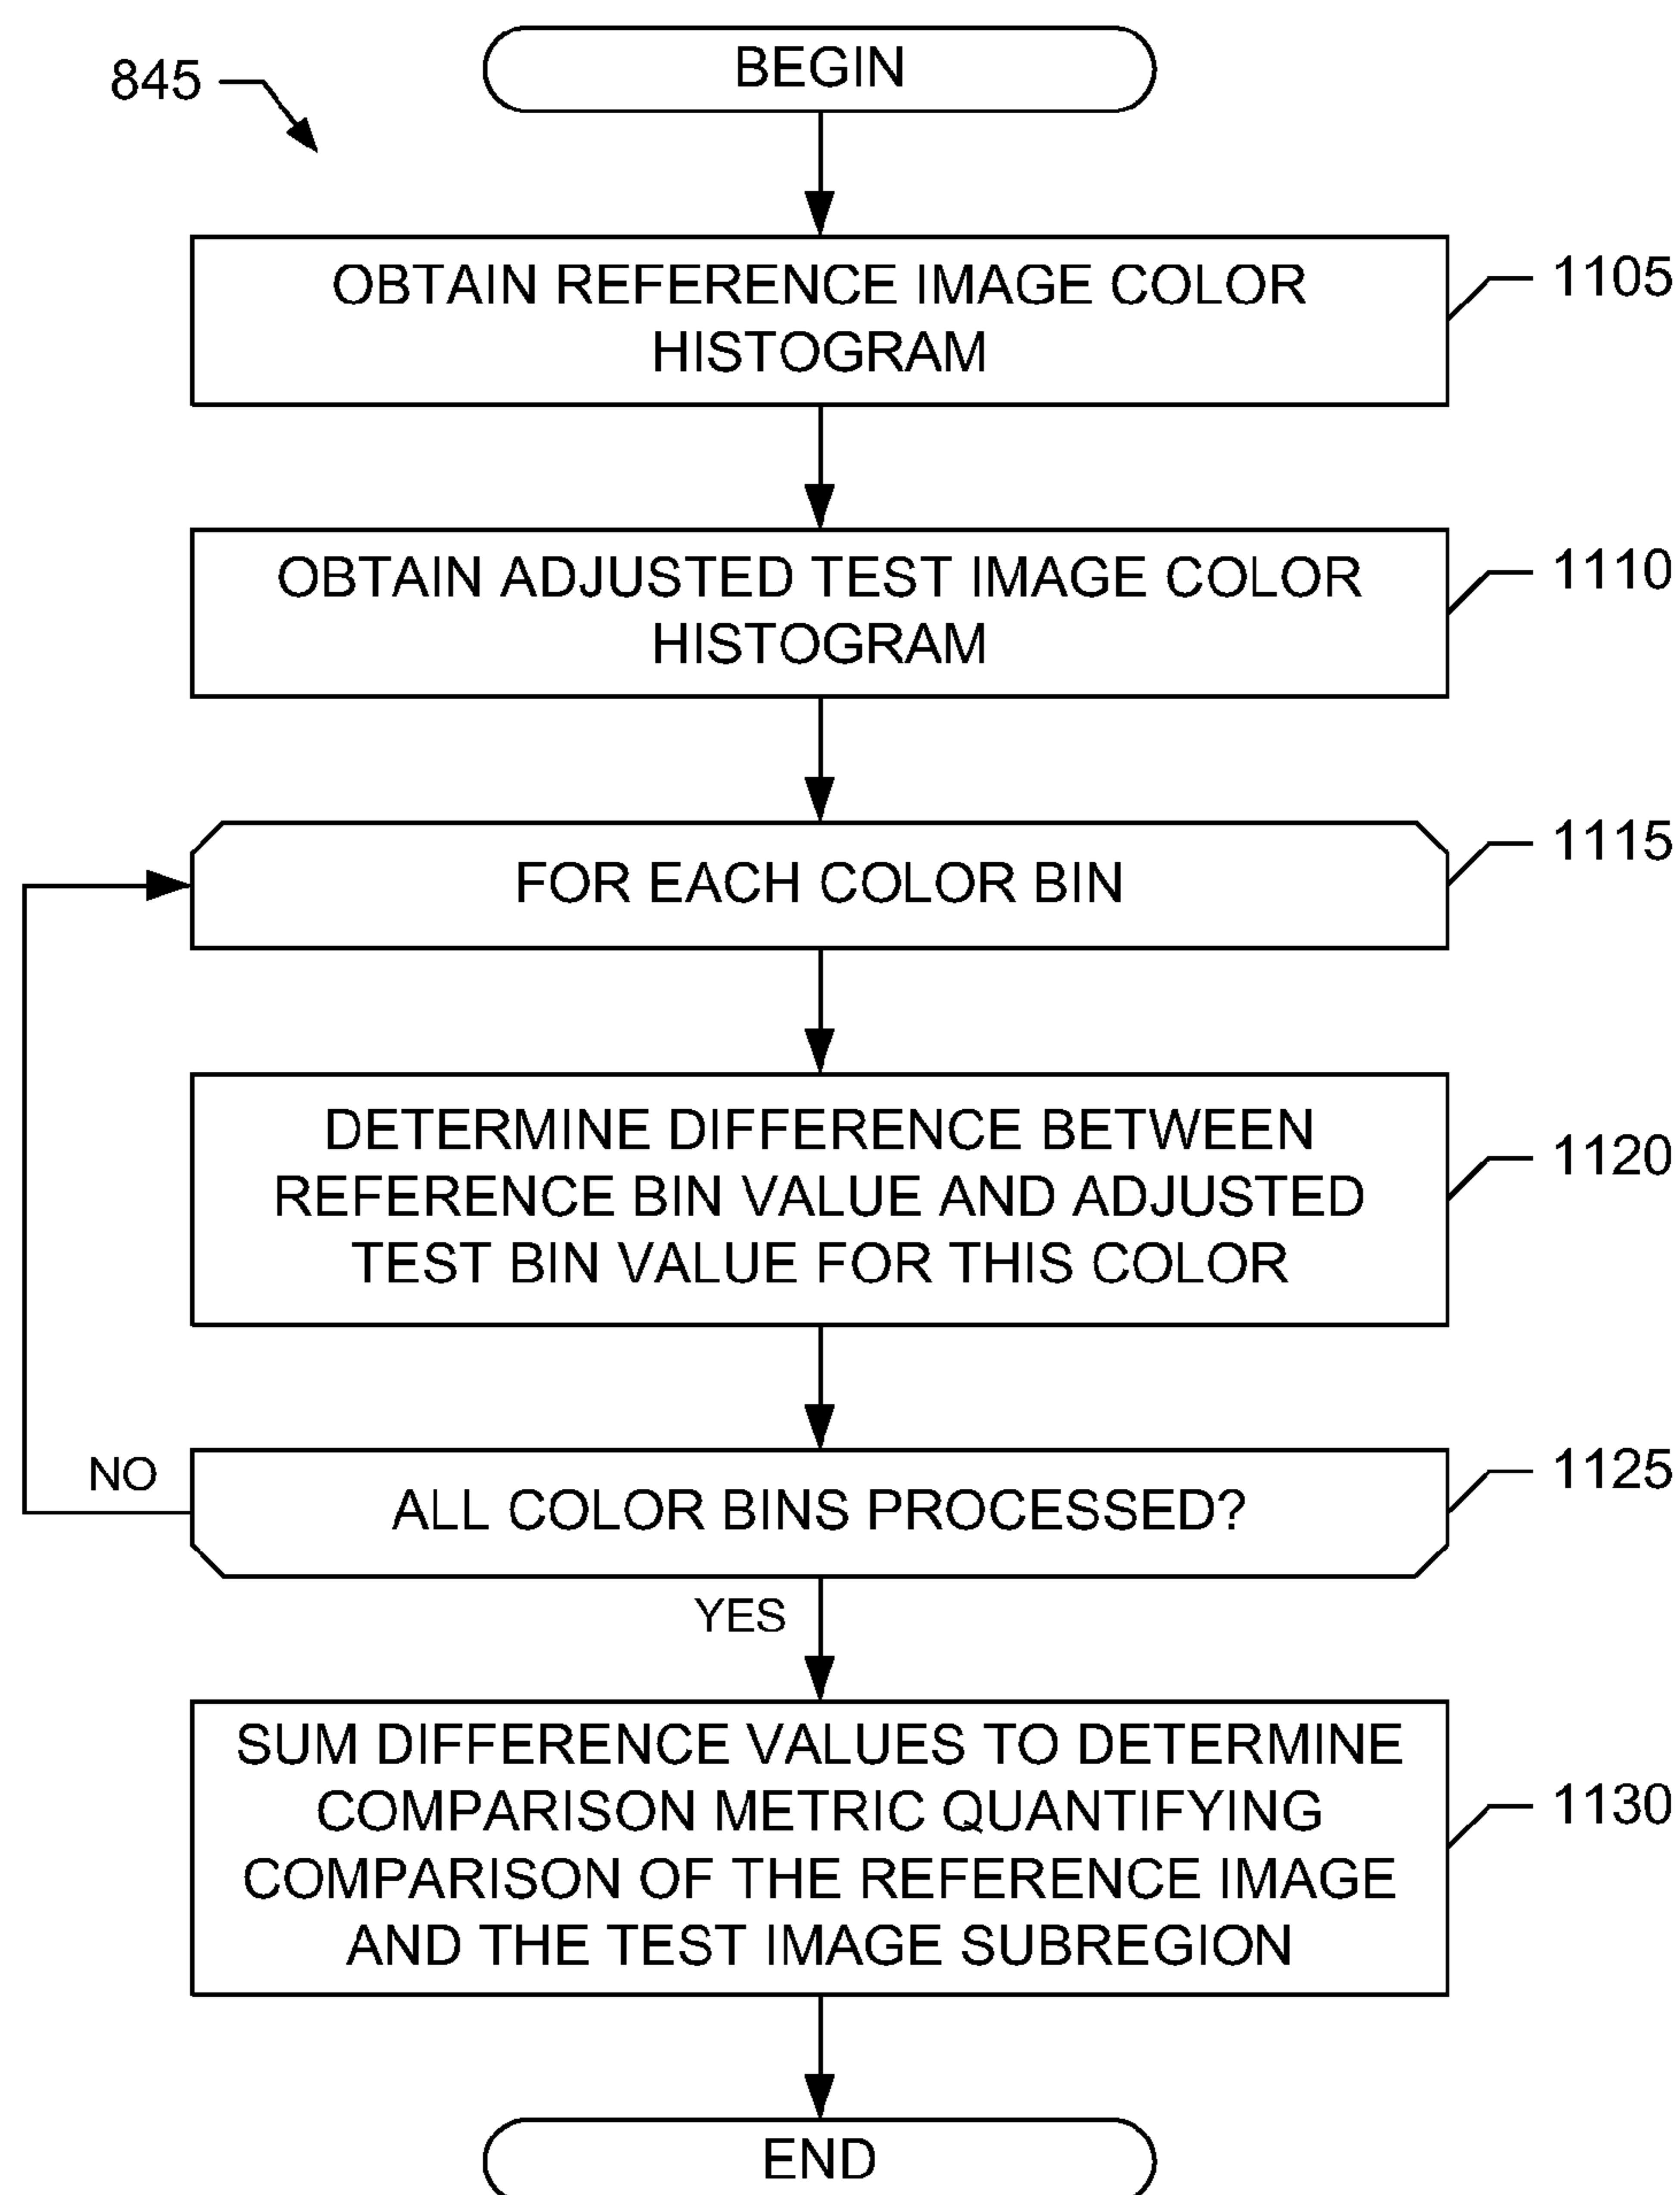 845
BEGIN
OBTAIN REFERENCE IMAGE COLOR
HISTOGRAM
1105
OBTAIN ADJUSTED TEST IMAGE COLOR
HISTOGRAM
1110
FOR EACH COLOR BIN
1115
DETERMINE DIFFERENCE BETWEEN
REFERENCE BIN VALUE AND ADJUSTED
TEST BIN VALUE FOR THIS COLOR
1120
NO
ALL COLOR BINS PROCESSED?
1125
YES
SUM DIFFERENCE VALUES TO DETERMINE
COMPARISON METRIC QUANTIFYING
COMPARISON OF THE REFERENCE IMAGE
AND THE TEST IMAGE SUBREGION
1130
END